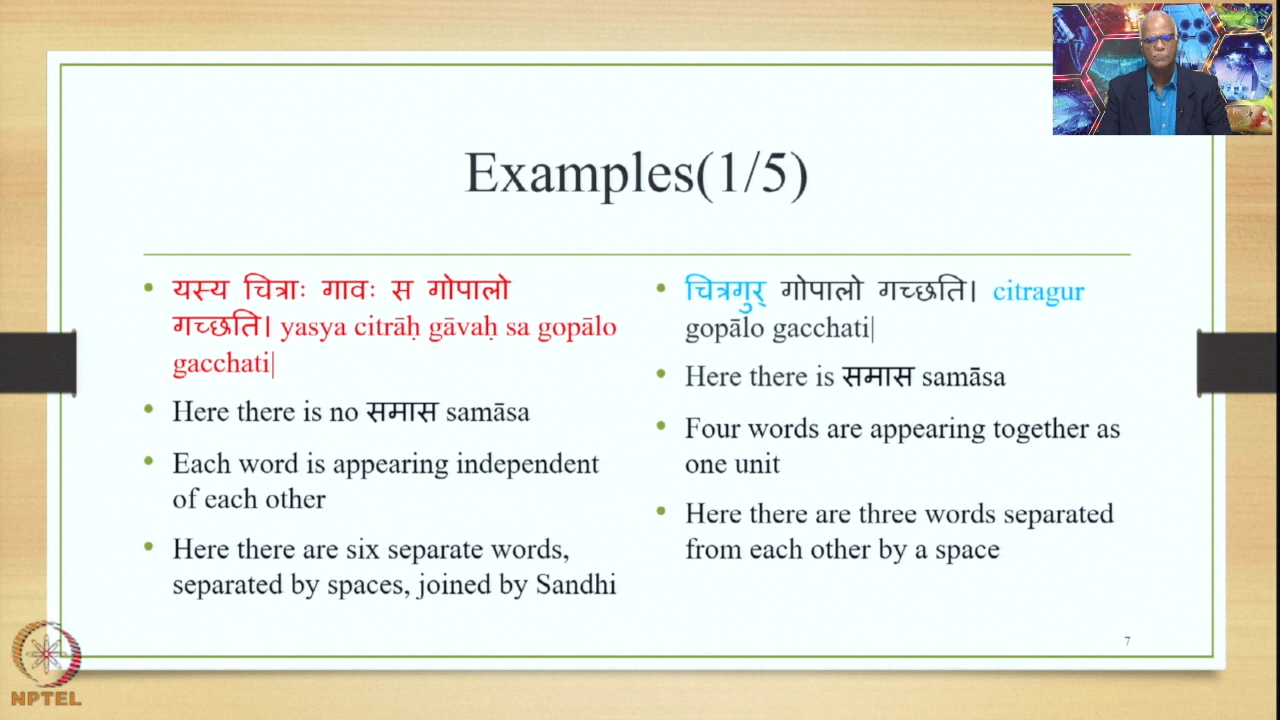 Examples(1/5)
• यस्य चित्राः गावः स गोपालो
गच्छति। yasya citrāḥ gāvaḥ sa gopālo
gacchati|
• Here there is no समास samāsa
• Each word is appearing independent
of each other
• Here there are six separate words,
separated by spaces, joined by Sandhi
• चित्रगुर् गोपालो गच्छति। citragur
gopālo gacchati|
• Here there is समास samāsa
• Four words are appearing together as
one unit
• Here there are three words separated
from each other by a space
7
NPTEL